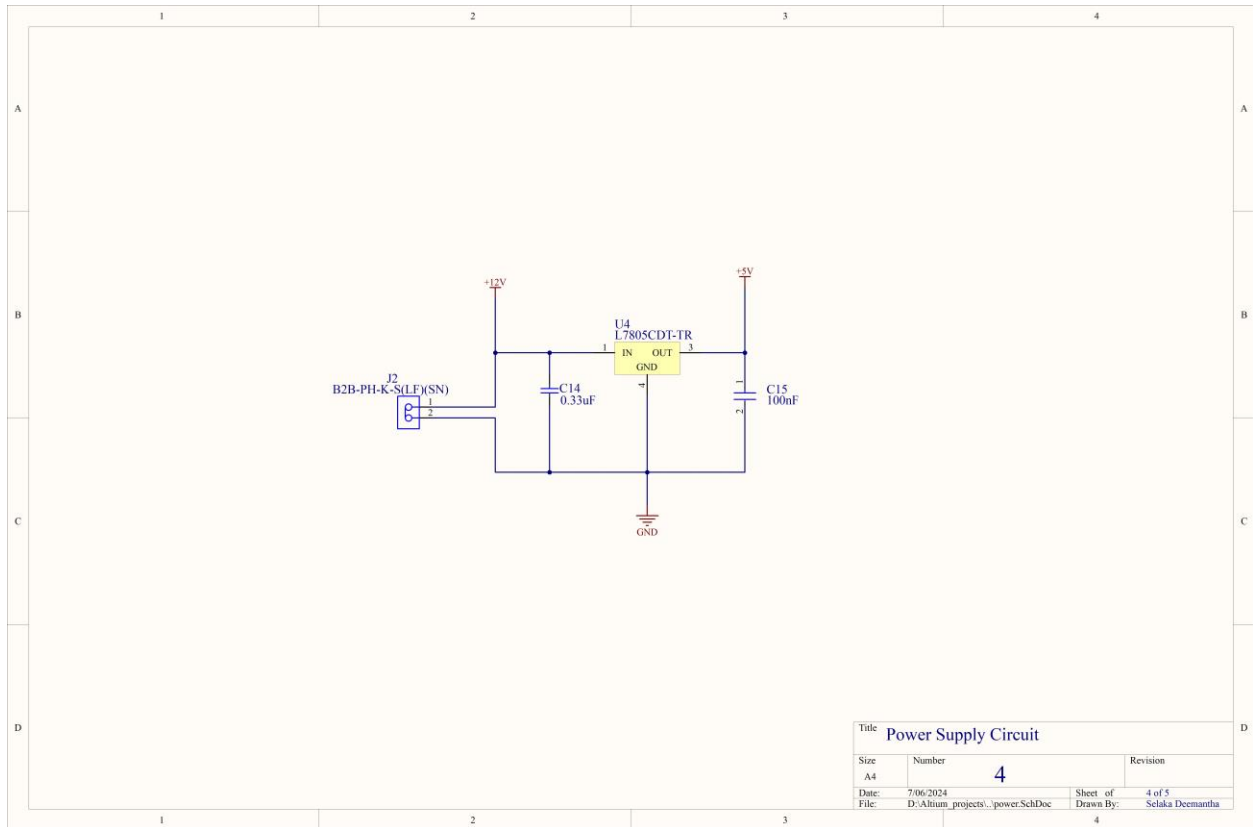 1 2 3 4
A A
+5V
+12V
B B
U4
L7805CDT-TR
1 IN OUT 3
GND
J2
B2B-PH-K-S(LF)(SN)
4
1
C14
C15
0.33uF
100nF
1
2
2
C C
GND
D D
Title Power Supply Circuit
Size Number Revision
A4 4
Date: 7/06/2024 Sheet of 4 of 5
File: D:\Altium_projects\..\power.SchDoc Drawn By: Selaka Deemantha
1 2 3 4